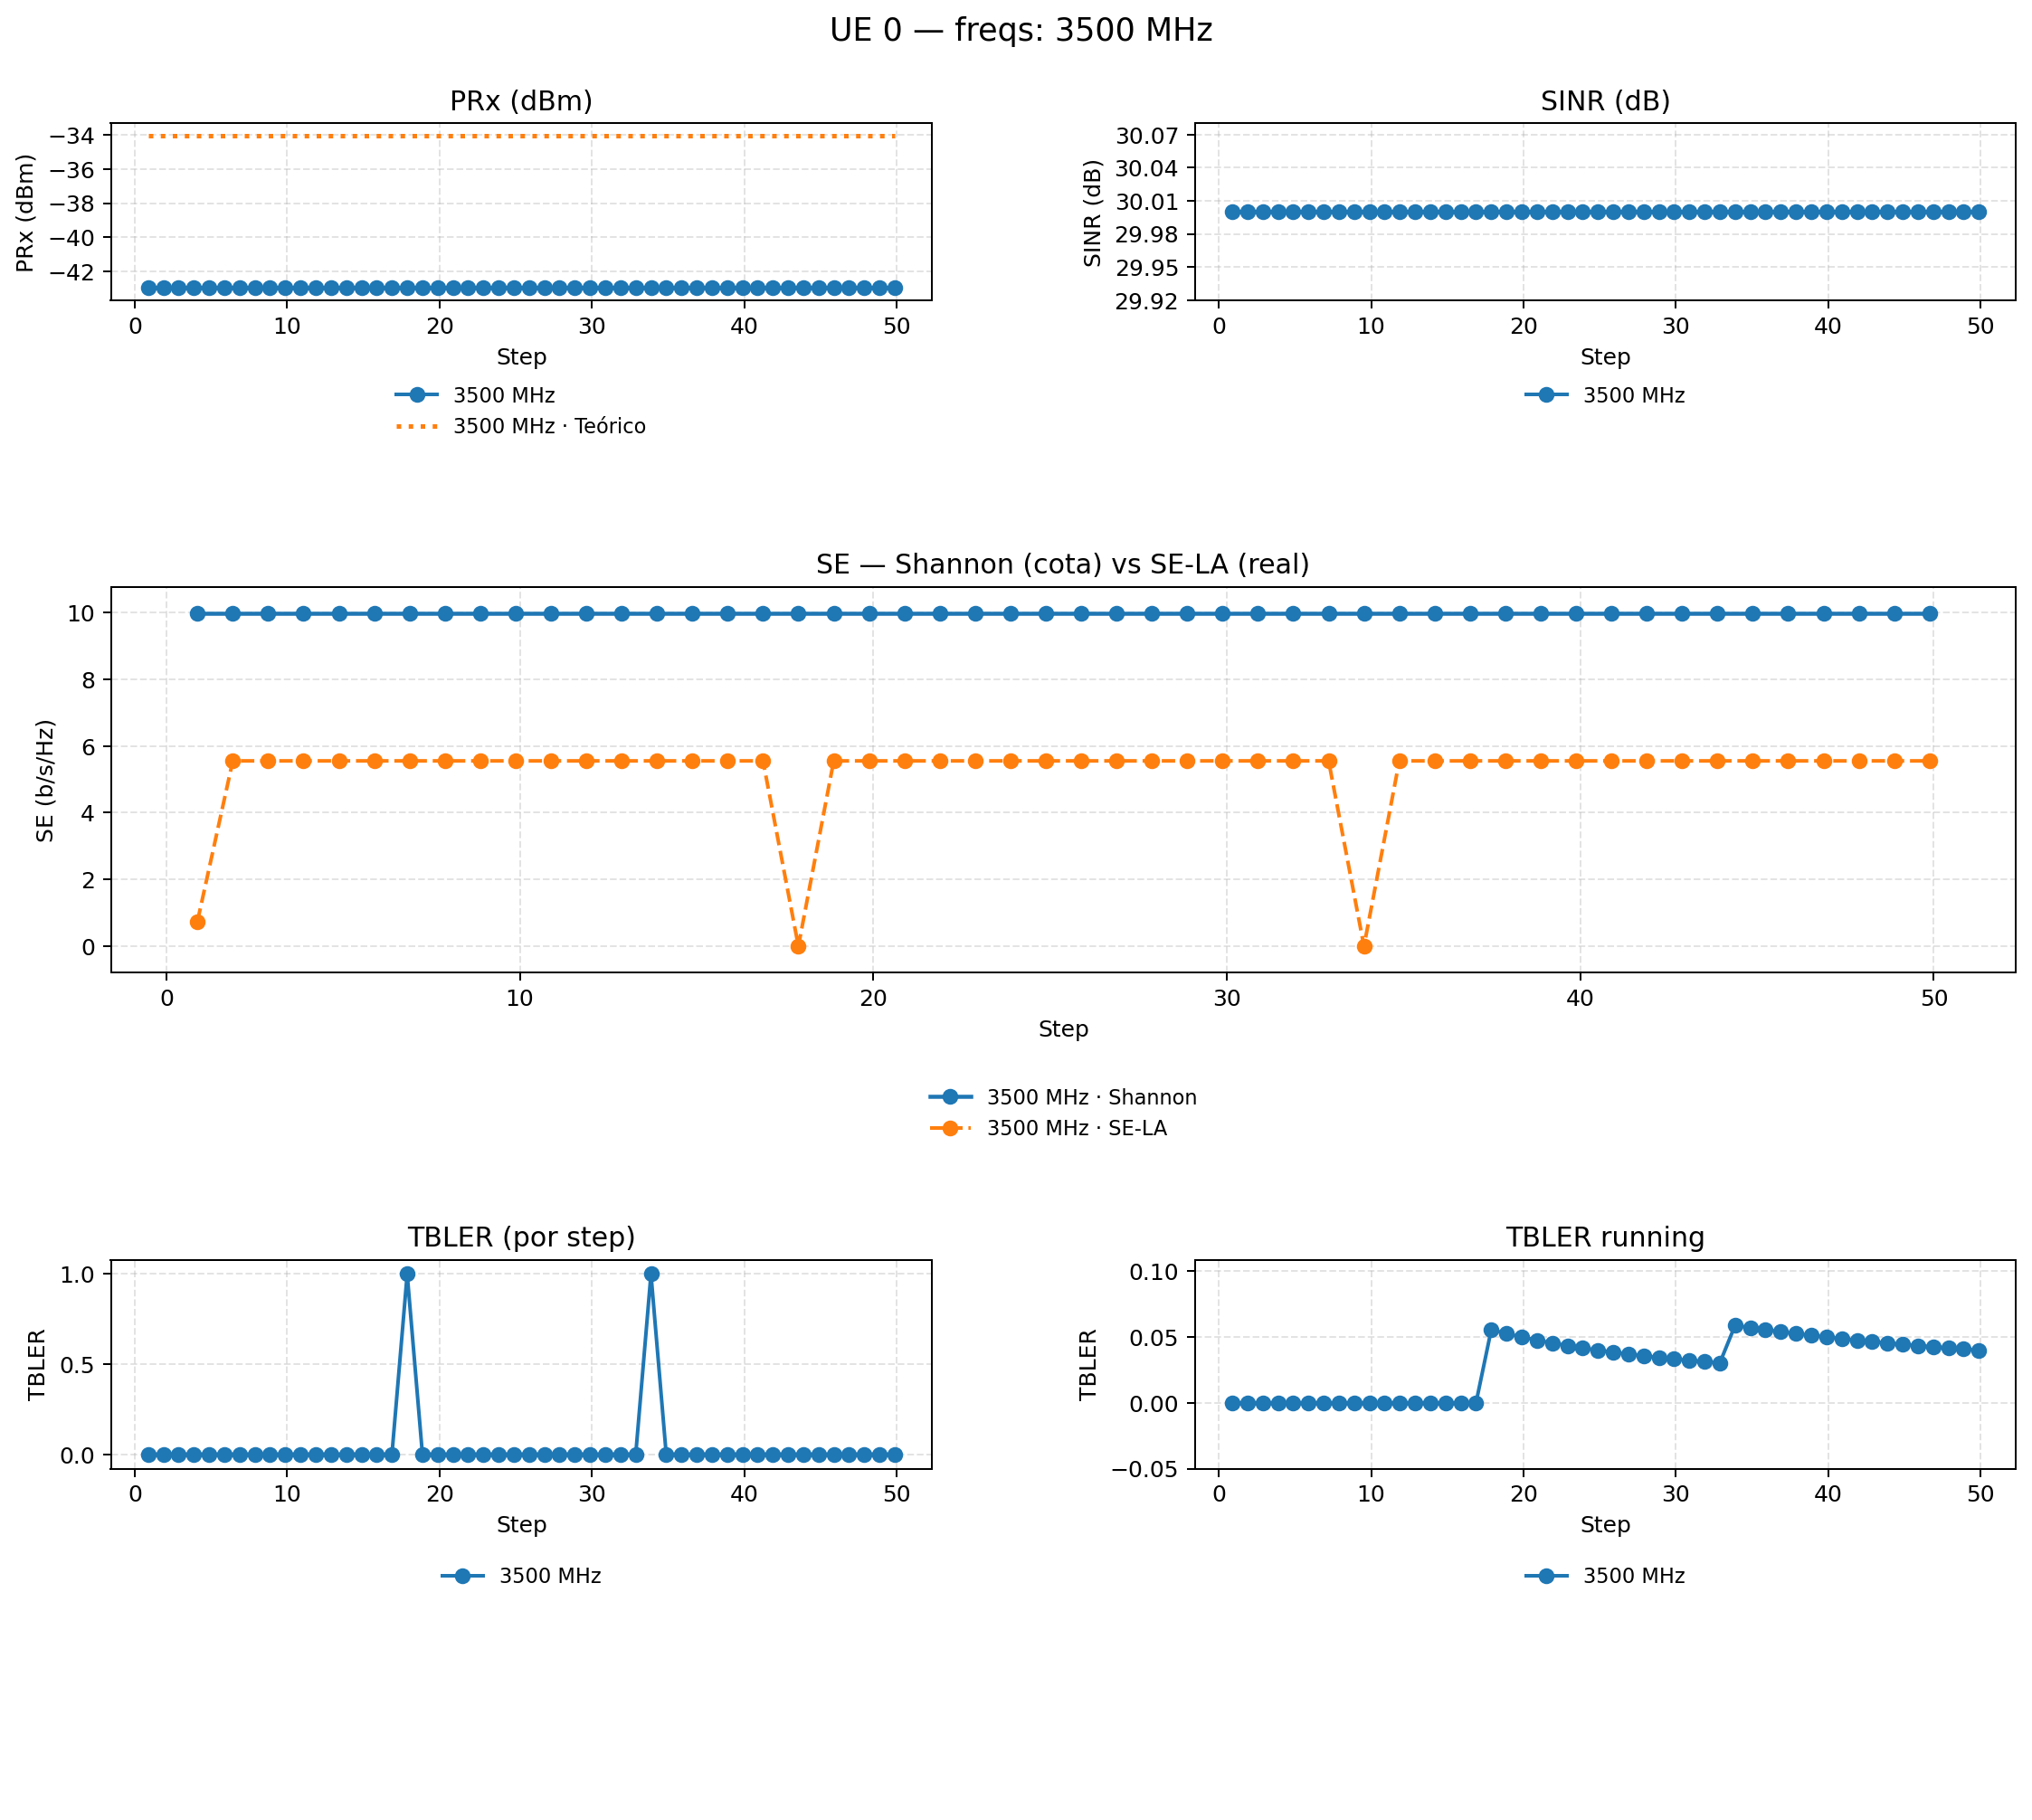 UE 0 — freqs: 3500 MHz
PRx (dBm)
SINR (dB)
PRx (dBm)
−34
−36
−38
−40
−42
0 10 20 30 40 50
Step
3500 MHz
3500 MHz · Teórico
SINR (dB)
30.07
30.04
30.01
29.98
29.95
29.92
0 10 20 30 40 50
Step
3500 MHz
SE — Shannon (cota) vs SE-LA (real)
SE (b/s/Hz)
10
8
6
4
2
0
0 10 20 30 40 50
Step
3500 MHz · Shannon
3500 MHz · SE-LA
TBLER (por step)
TBLER
1.0
0.5
0.0
0 10 20 30 40 50
Step
3500 MHz
TBLER running
TBLER
0.10
0.05
0.00
−0.05
0 10 20 30 40 50
Step
3500 MHz